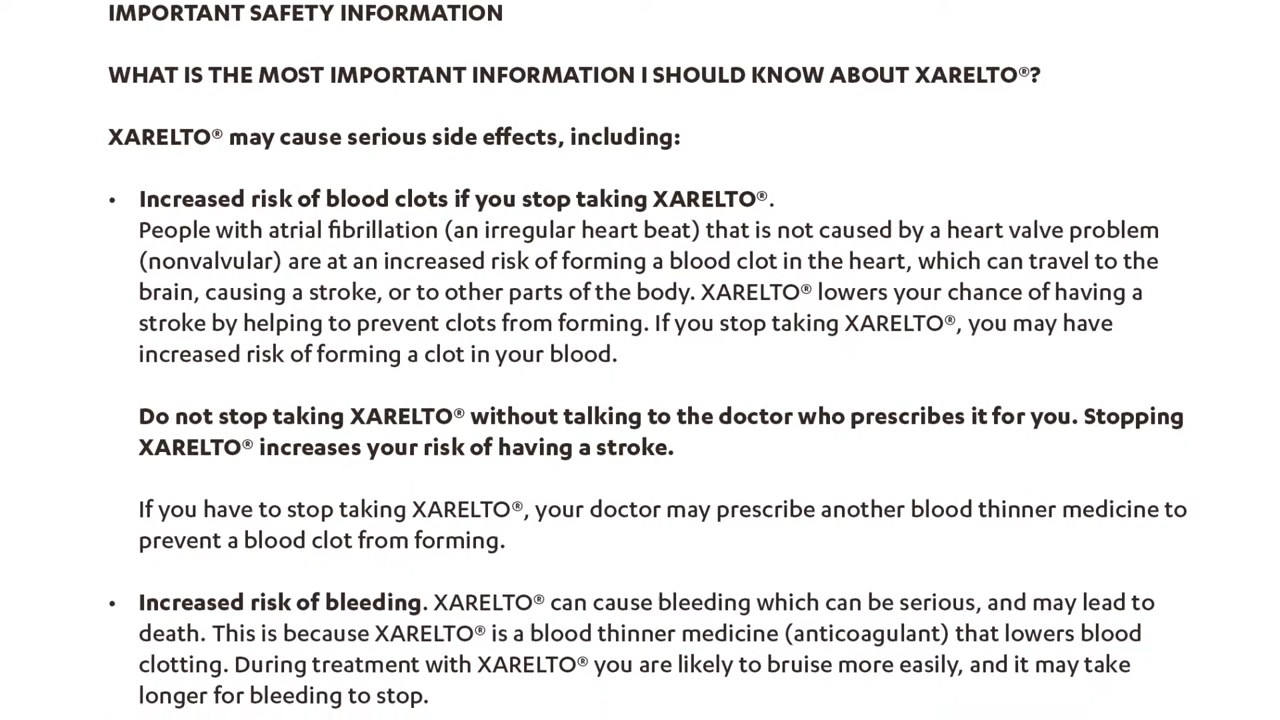 IMPORTANT SAFETY INFORMATION
WHAT IS THE MOST IMPORTANT INFORMATION I SHOULD KNOW ABOUT XARELTO®?
XARELTO® may cause serious side effects, including:
• Increased risk of blood clots if you stop taking XARELTO®.
People with atrial fibrillation (an irregular heart beat) that is not caused by a heart valve problem
(nonvalvular) are at an increased risk of forming a blood clot in the heart, which can travel to the
brain, causing a stroke, or to other parts of the body. XARELTO® lowers your chance of having a
stroke by helping to prevent clots from forming. If you stop taking XARELTO®, you may have
increased risk of forming a clot in your blood.
Do not stop taking XARELTO® without talking to the doctor who prescribes it for you. Stopping
XARELTO® increases your risk of having a stroke.
If you have to stop taking XARELTO®, your doctor may prescribe another blood thinner medicine to
prevent a blood clot from forming.
• Increased risk of bleeding. XARELTO® can cause bleeding which can be serious, and may lead to
death. This is because XARELTO® is a blood thinner medicine (anticoagulant) that lowers blood
clotting. During treatment with XARELTO® you are likely to bruise more easily, and it may take
longer for bleeding to stop.